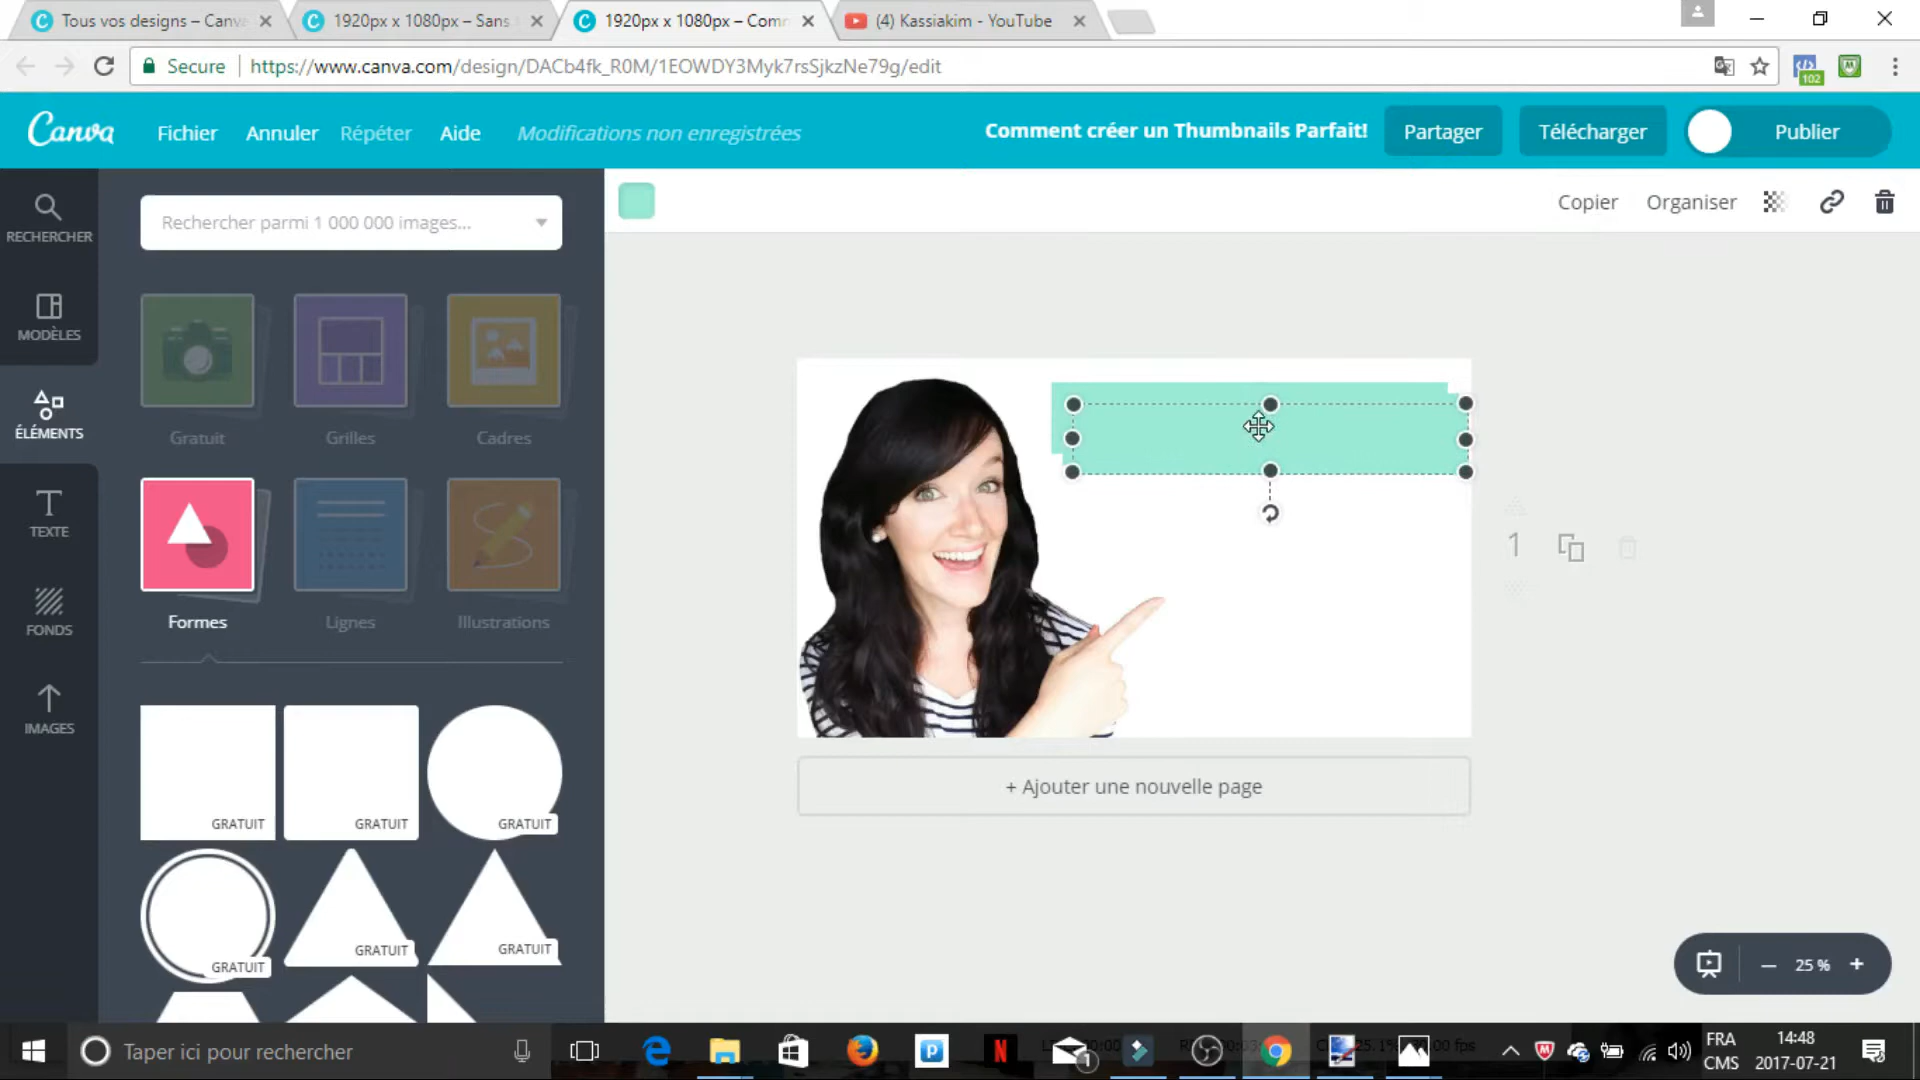 Tous vos designs – Canva
1920px x 1080px – Sans
1920px x 1080px – Com
(4) Kassiakim - YouTube
Secure
https://www.canva.com/design/DACb4fk_R0M/1EOWDY3Myk7rsSjkzNe79g/edit
102
Canva
Fichier
Annuler
Répéter
Aide
Modifications non enregistrées
Comment créer un Thumbnails Parfait!
Partager
Télécharger
Publier
RECHERCHER
MODÈLES
ÉLÉMENTS
TEXTE
FONDS
IMAGES
Rechercher parmi 1 000 000 images...
Gratuit
Grilles
Cadres
Formes
Lignes
Illustrations
GRATUIT
GRATUIT
GRATUIT
GRATUIT
GRATUIT
GRATUIT
Copier
Organiser
1
+ Ajouter une nouvelle page
25 %
Taper ici pour rechercher
1
FRA
CMS
14:48
2017-07-21